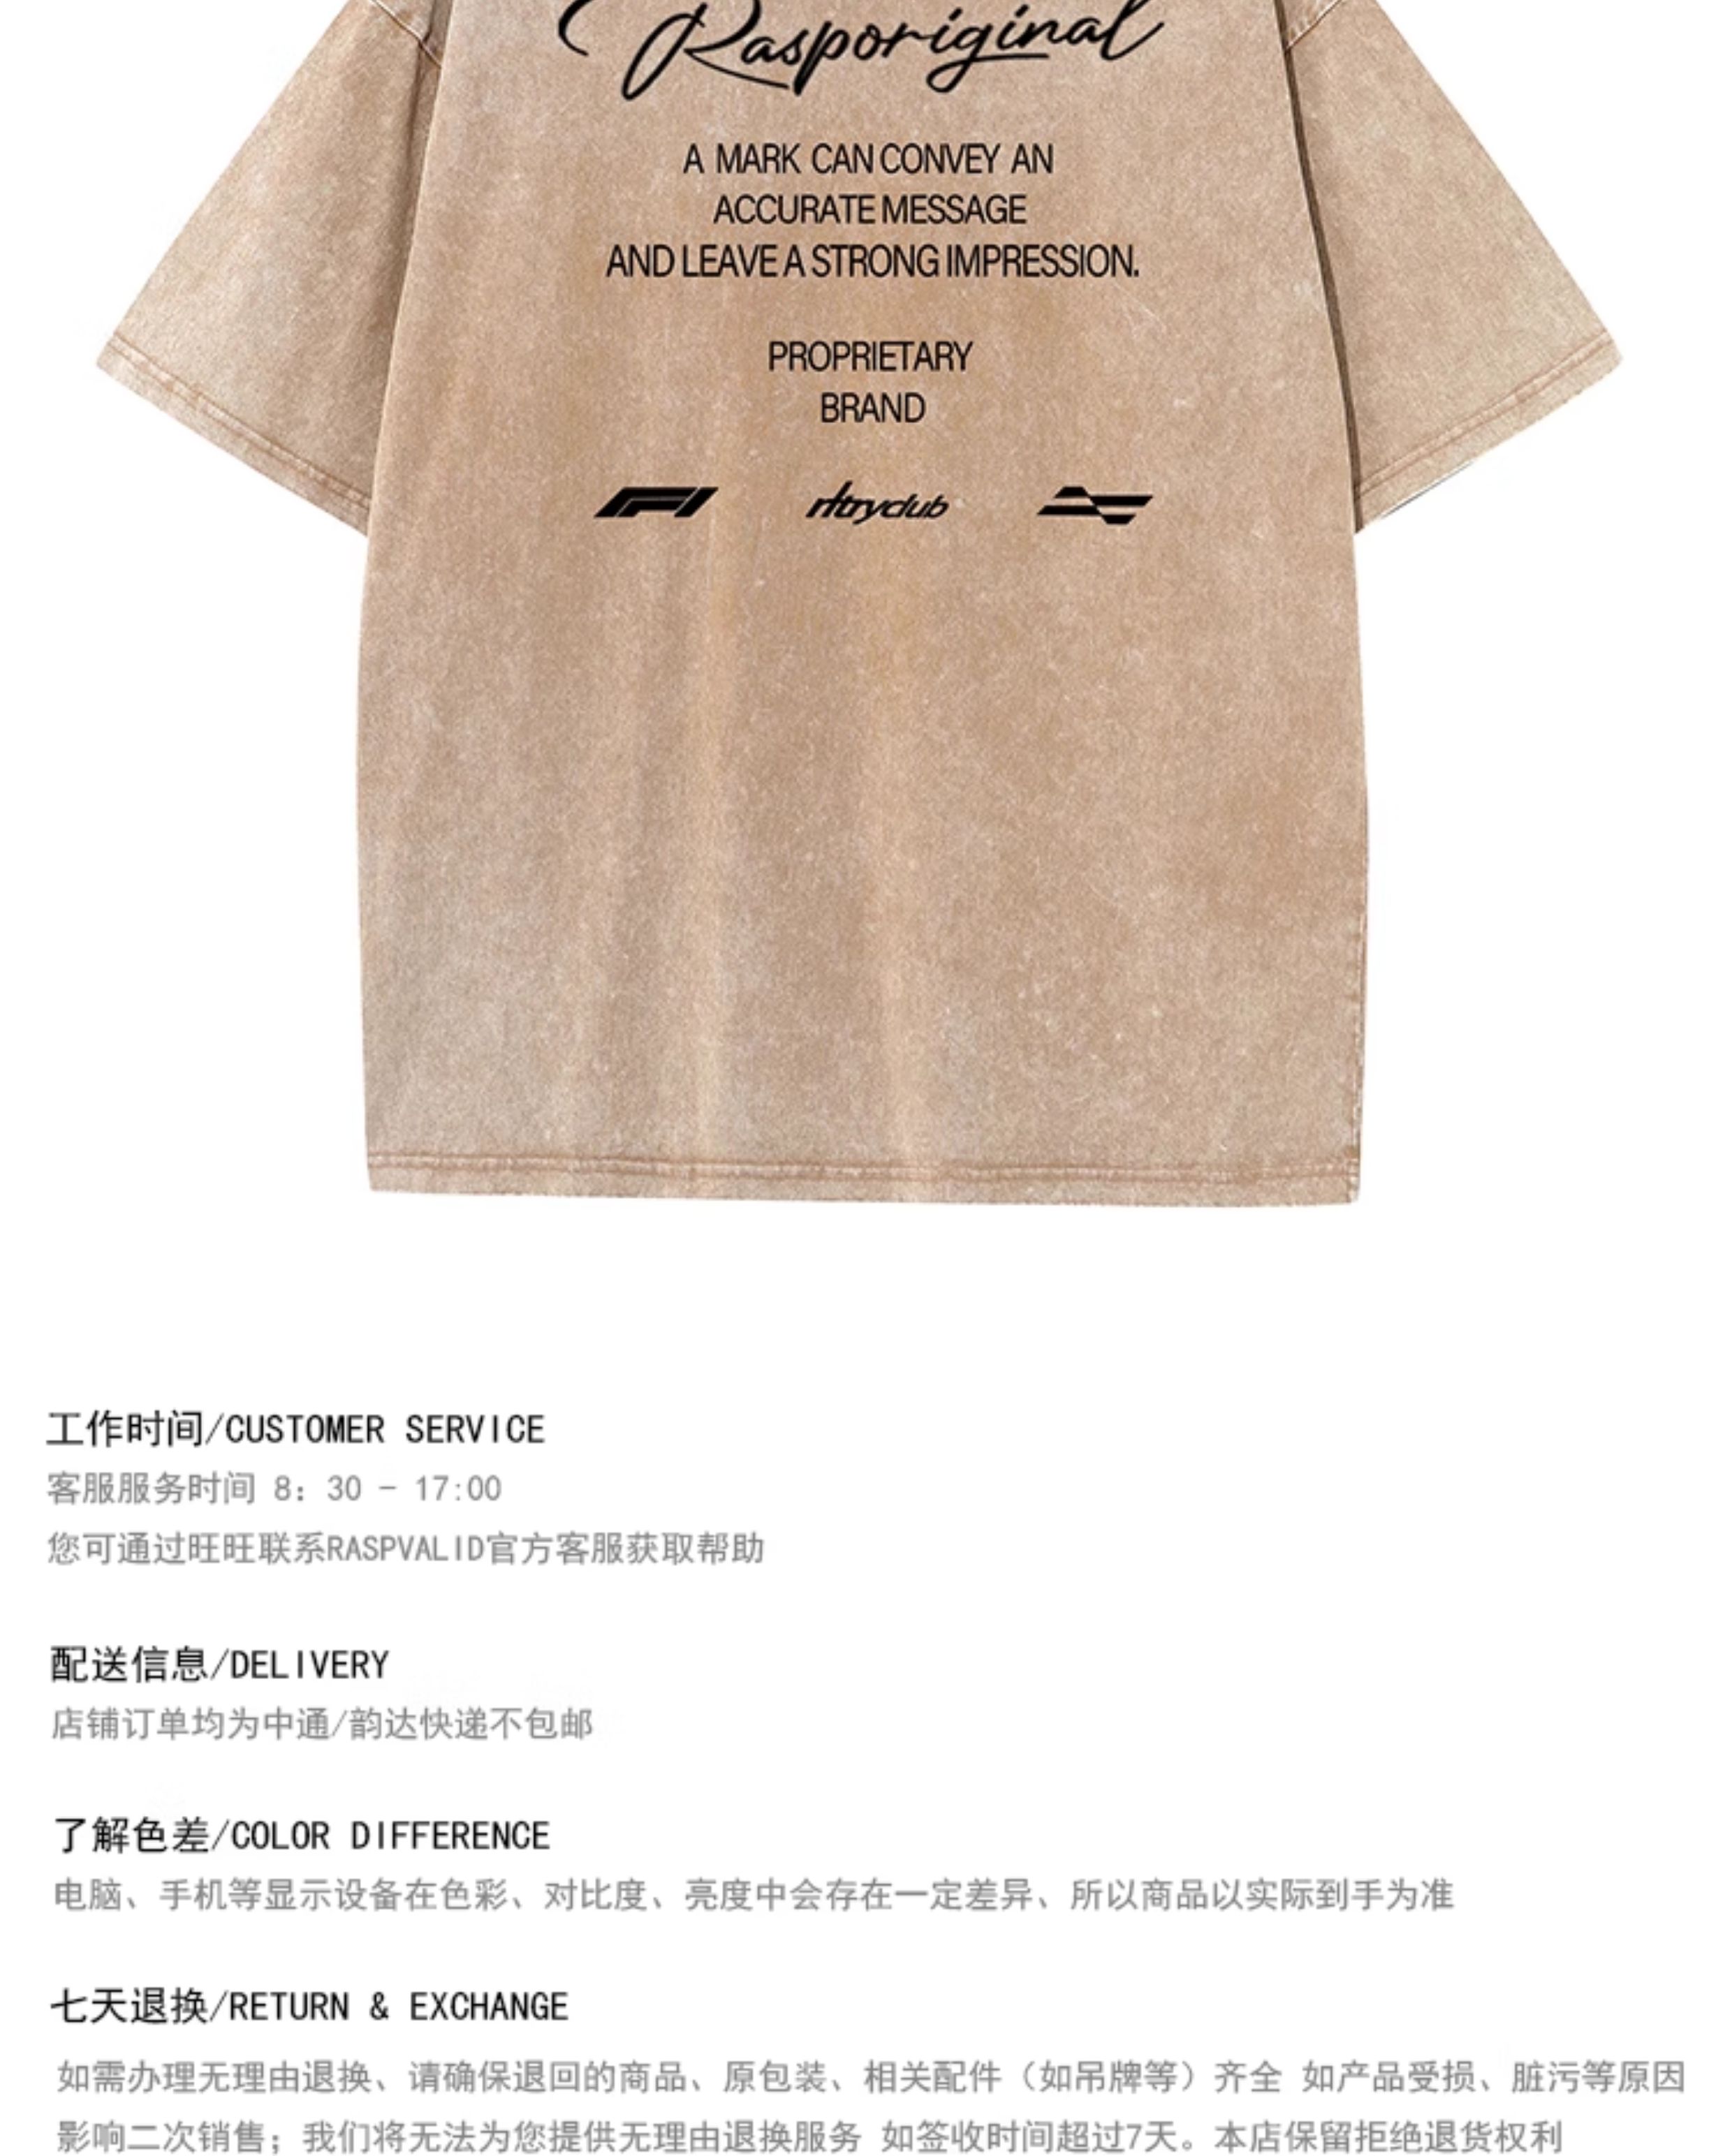 Rasporiginal
A MARK CAN CONVEY AN
ACCURATE MESSAGE
AND LEAVE A STRONG IMPRESSION.
PROPRIETARY
BRAND
F1
club
工作时间/CUSTOMER SERVICE
客服服务时间 8：30 - 17:00
您可通过旺旺联系RASPVALID官方客服获取帮助
配送信息/DELIVERY
店铺订单均为中通/韵达快递不包邮
了解色差/COLOR DIFFERENCE
电脑、手机等显示设备在色彩、对比度、亮度中会存在一定差异、所以商品以实际到手为准
七天退换/RETURN & EXCHANGE
如需办理无理由退换、请确保退回的商品、原包装、相关配件（如吊牌等）齐全 如产品受损、脏污等原因
影响二次销售；我们将无法为您提供无理由退换服务 如签收时间超过7天。本店保留拒绝退货权利